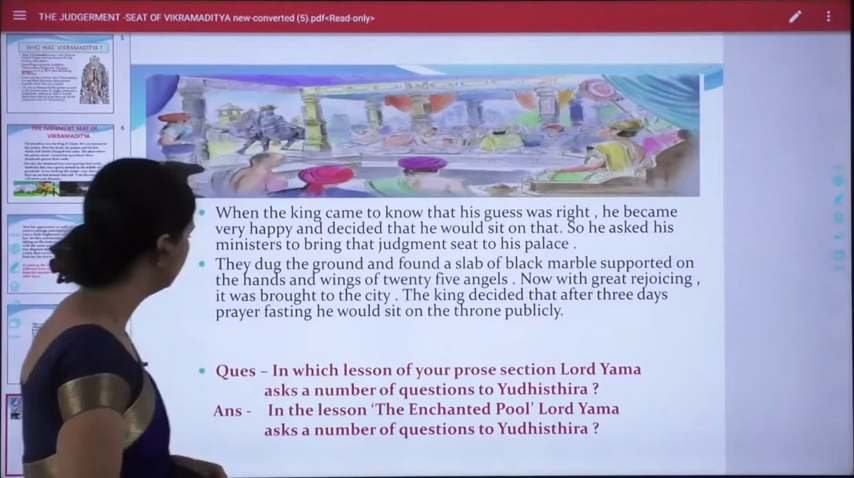 THE JUDGERMENT -SEAT OF VIKRAMADITYA new-converted (5).pdf<Read-only>
5
WHO WAS VIKRAMADITYA ?
6
THE JUDGMENT SEAT OF
VIKRAMADITYA
• When the king came to know that his guess was right , he became
very happy and decided that he would sit on that. So he asked his
ministers to bring that judgment seat to his palace .
• They dug the ground and found a slab of black marble supported on
the hands and wings of twenty five angels . Now with great rejoicing ,
it was brought to the city . The king decided that after three days
prayer fasting he would sit on the throne publicly.
• Ques – In which lesson of your prose section Lord Yama
asks a number of questions to Yudhisthira ?
Ans - In the lesson ‘The Enchanted Pool’ Lord Yama
asks a number of questions to Yudhisthira ?